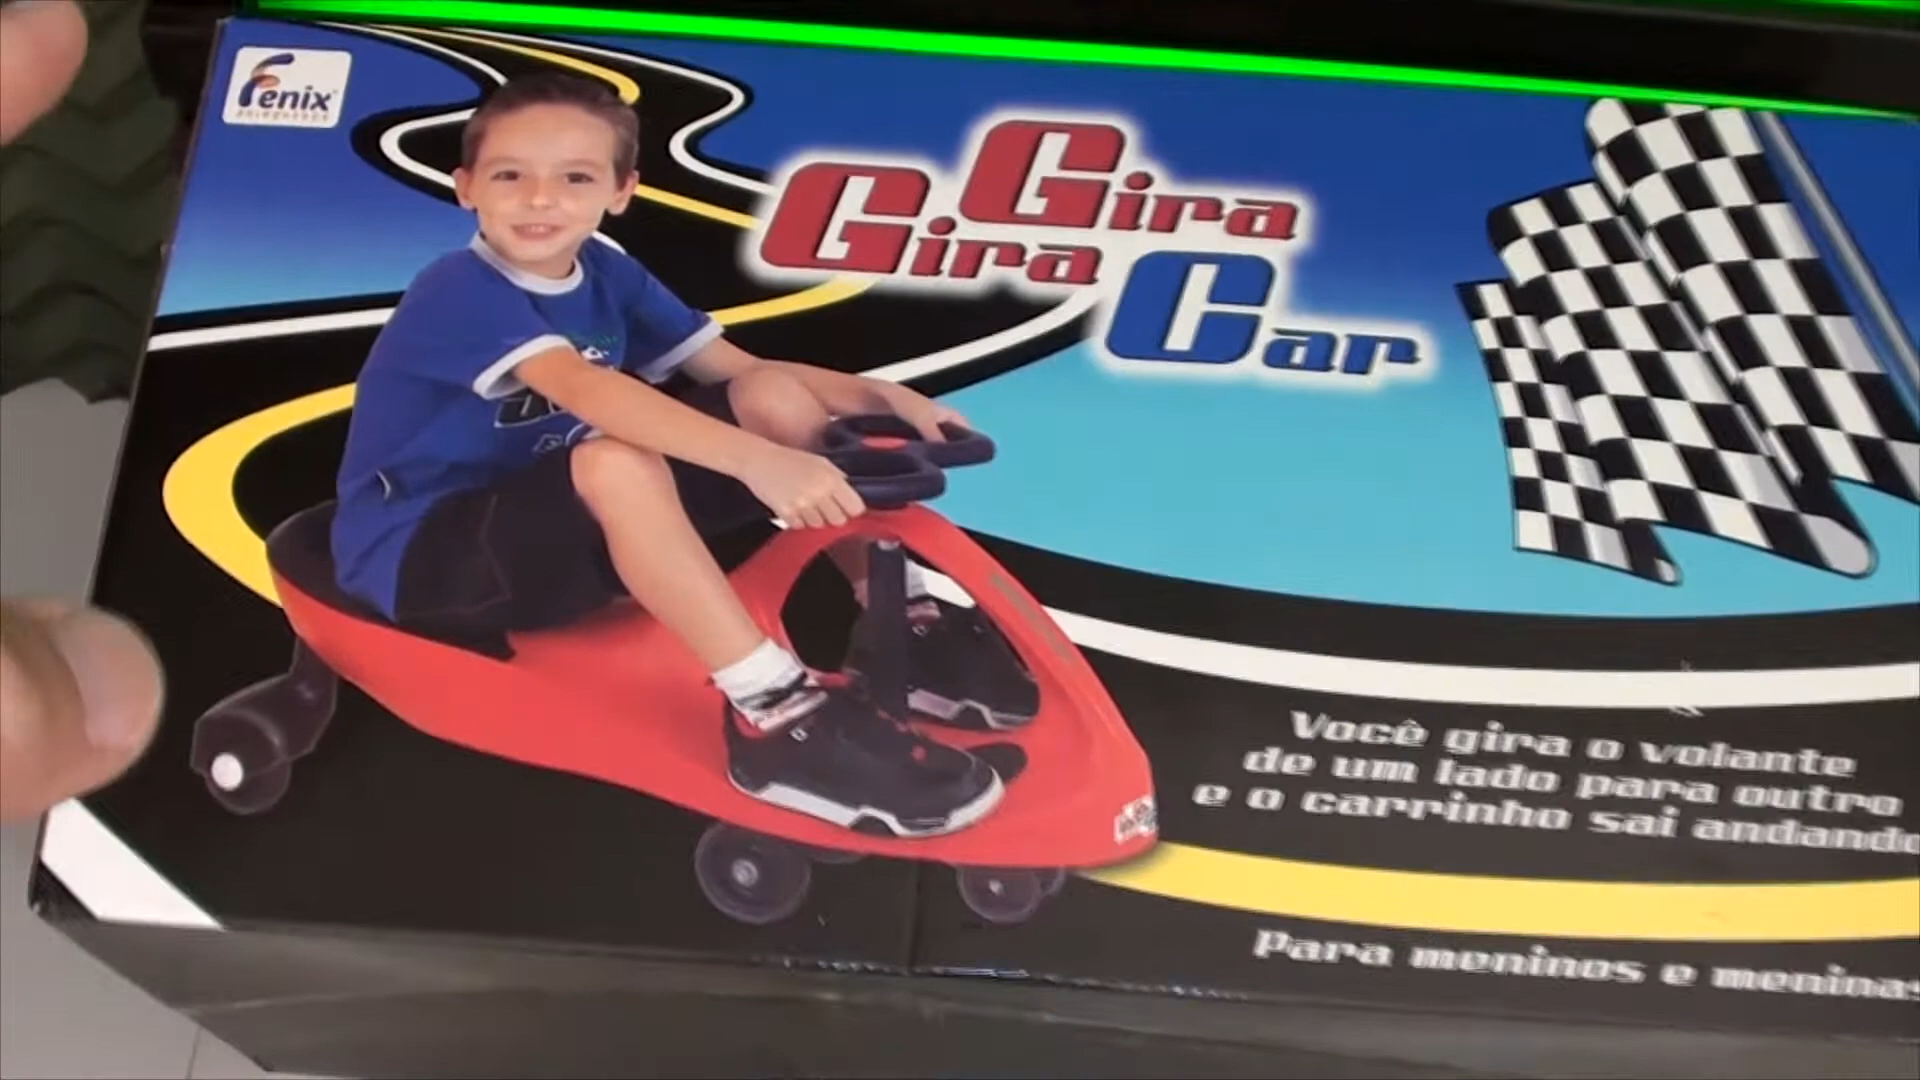 Fenix
Gira
Gira
Car
Você gira o volante
de um lado para outro
e o carrinho sai andando
Para meninos e meninas